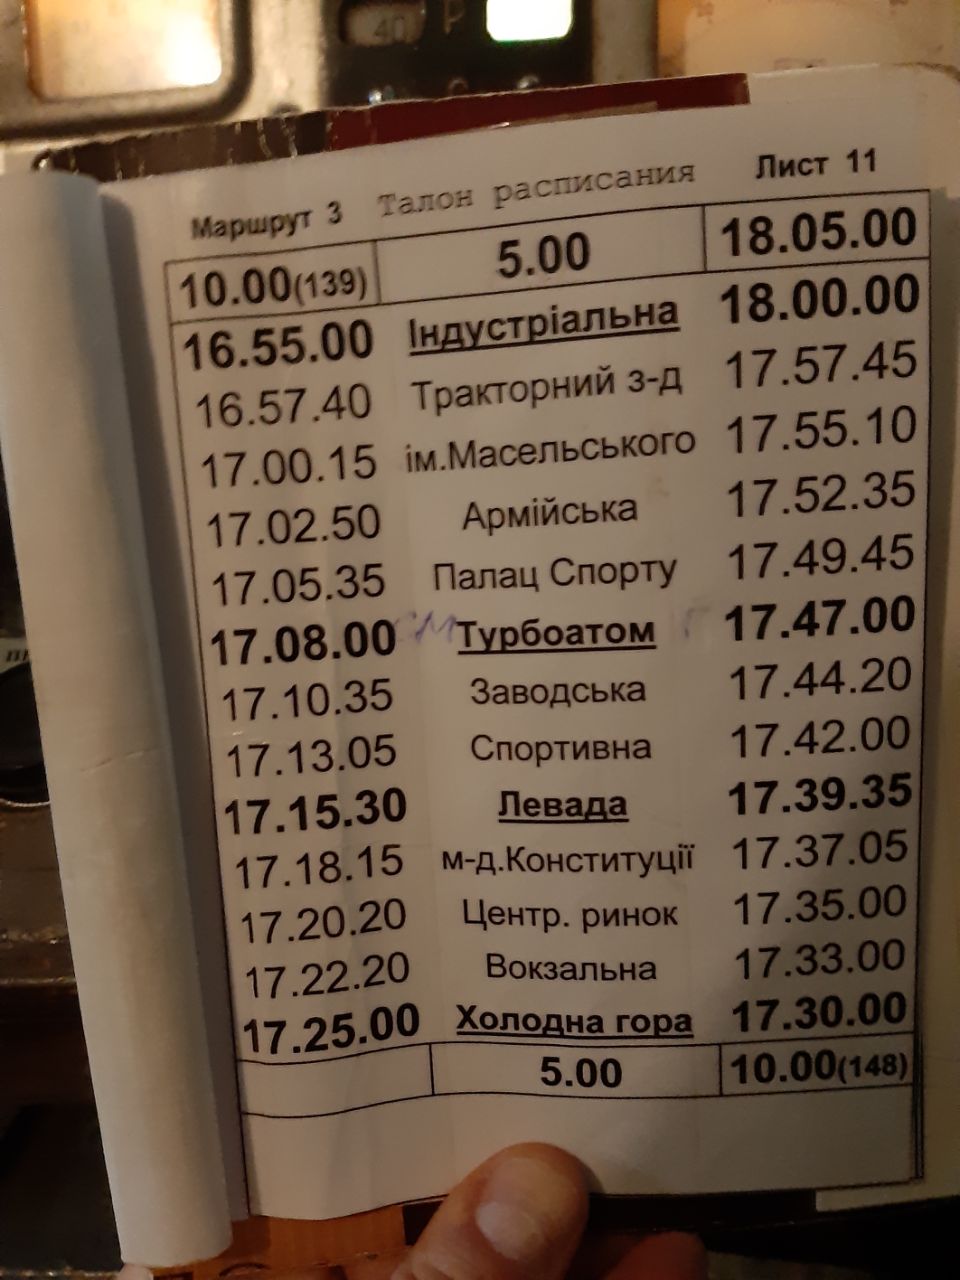 40
Маршрут 3 Талон расписания Лист 11
10.00(139) 5.00 18.05.00
16.55.00 Індустріальна 18.00.00
16.57.40 Тракторний з-д 17.57.45
17.00.15 ім.Масельського 17.55.10
17.02.50 Армійська 17.52.35
17.05.35 Палац Спорту 17.49.45
17.08.00 Турбоатом 17.47.00
17.10.35 Заводська 17.44.20
17.13.05 Спортивна 17.42.00
17.15.30 Левада 17.39.35
17.18.15 м-д.Конституції 17.37.05
17.20.20 Центр. ринок 17.35.00
17.22.20 Вокзальна 17.33.00
17.25.00 Холодна гора 17.30.00
5.00 10.00(148)